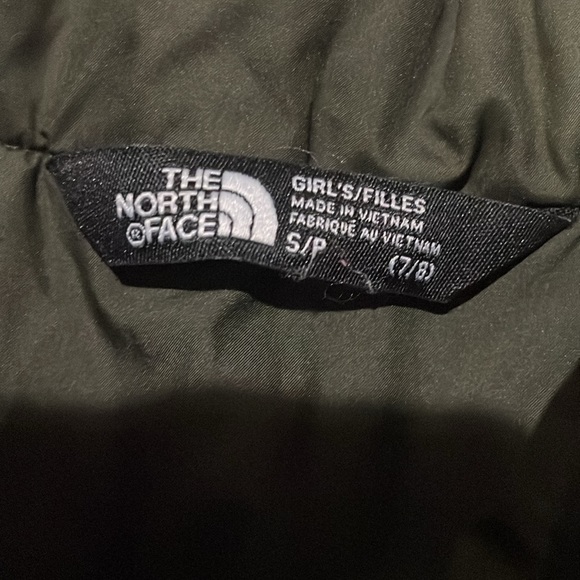 THE
NORTH
®FACE
GIRL'S/FILLES
MADE IN VIETNAM
FABRIQUÉ AU VIETNAM
S/P (7/8)